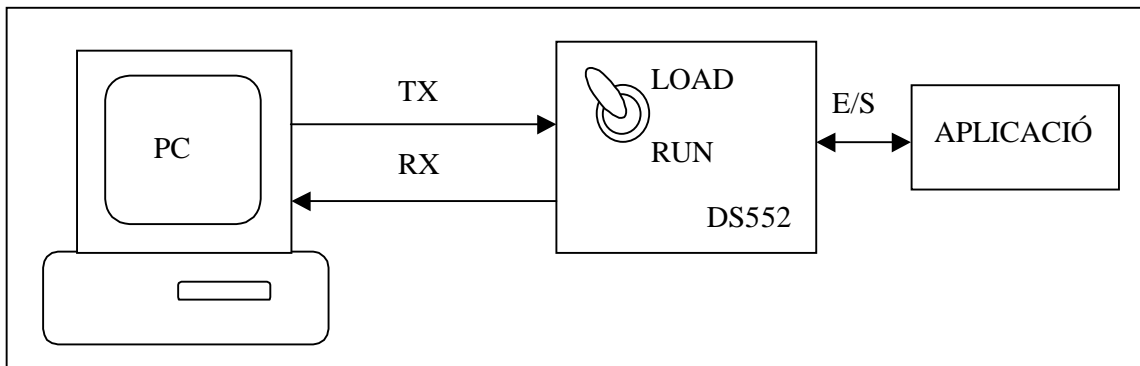 PC
TX
RX
LOAD
RUN
DS552
E/S
APLICACIÓ